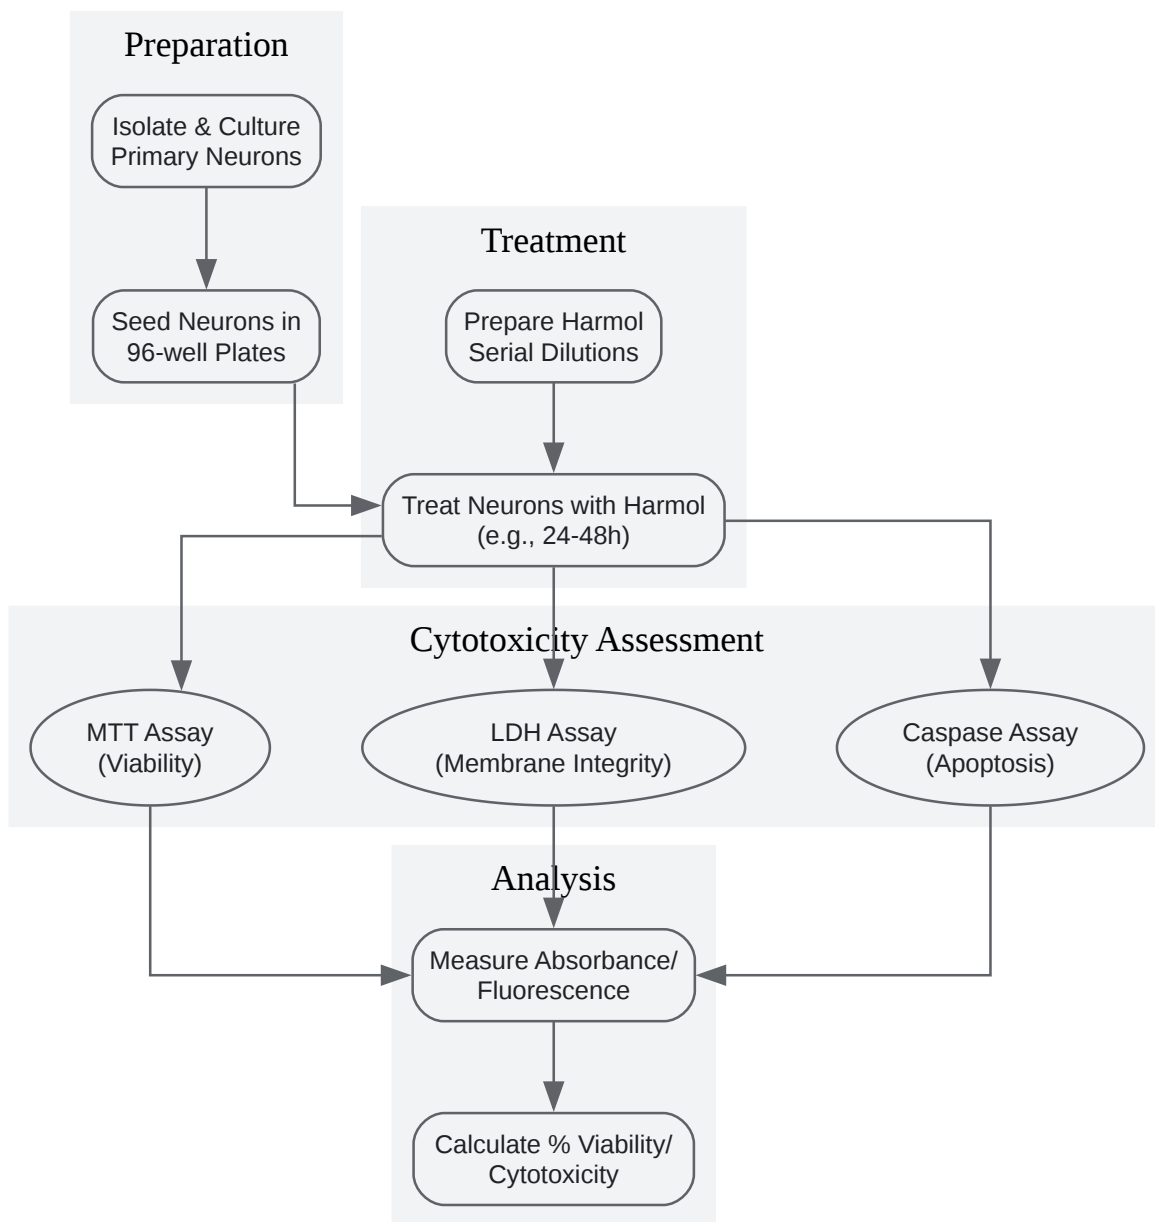 Preparation
Isolate & Culture
Primary Neurons
Seed Neurons in
96-well Plates
Treatment
Prepare Harmol
Serial Dilutions
Treat Neurons with Harmol
(e.g., 24-48h)
Cytotoxicity Assessment
MTT Assay
(Viability)
LDH Assay
(Membrane Integrity)
Caspase Assay
(Apoptosis)
Analysis
Measure Absorbance/
Fluorescence
Calculate % Viability/
Cytotoxicity